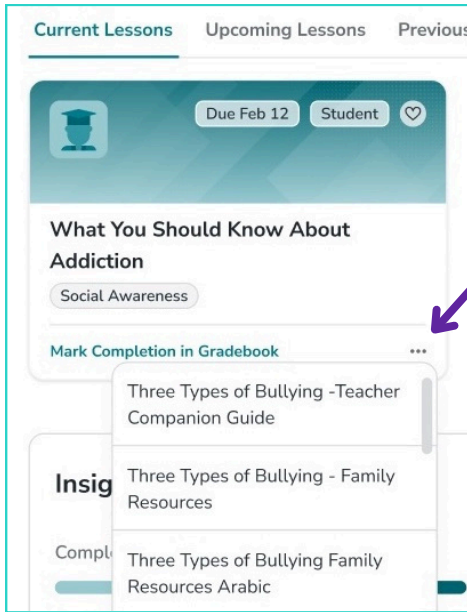 Current Lessons Upcoming Lessons Previous
Due Feb 12 Student
What You Should Know About
Addiction
Social Awareness
Mark Completion in Gradebook
Three Types of Bullying -Teacher
Companion Guide
Insig
Three Types of Bullying - Family
Resources
Compl
Three Types of Bullying Family
Resources Arabic